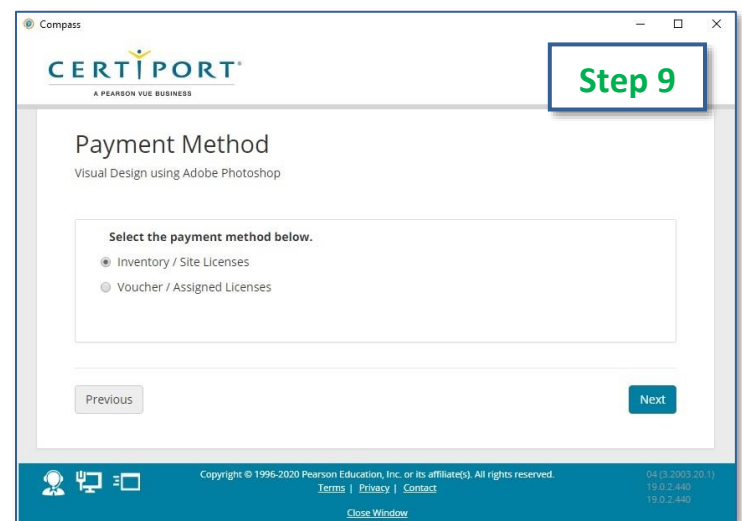 Compass
CERTIPORT®
A PEARSON VUE BUSINESS
Step 9
Payment Method
Visual Design using Adobe Photoshop
Select the payment method below.
Inventory / Site Licenses
Voucher / Assigned Licenses
Previous
Next
Copyright © 1996-2020 Pearson Education, Inc. or its affiliate(s). All rights reserved.
Terms | Privacy | Contact
Close Window
04 (3.2003.20.1)
19.0.2.440
19.0.2.440